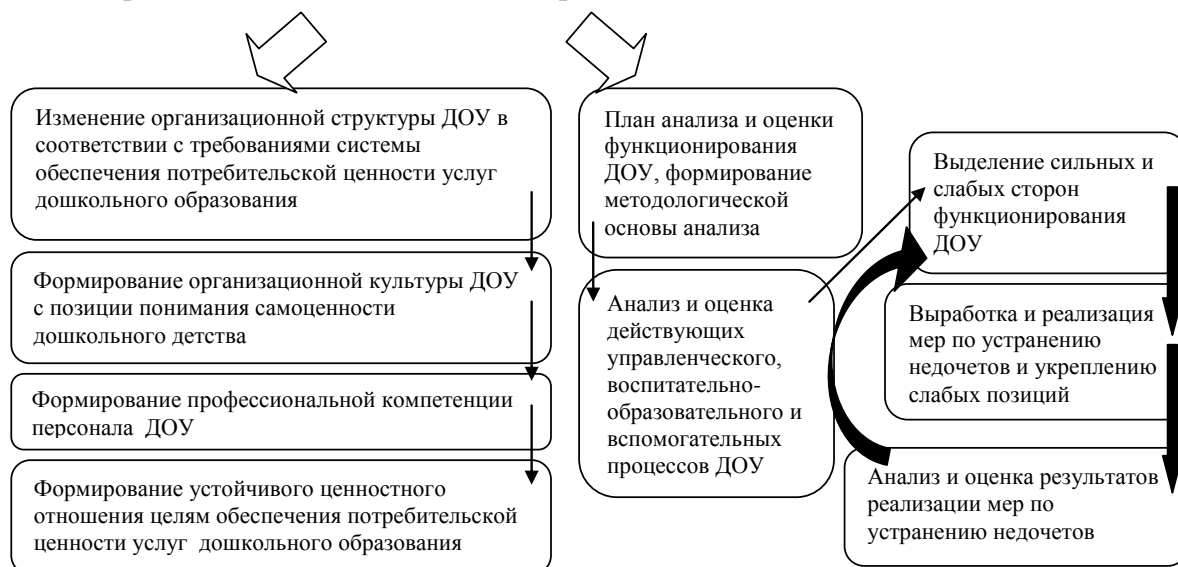 Изменение организационной структуры ДОУ в
соответствии с требованиями системы
обеспечения потребительской ценности услуг
дошкольного образования
Формирование организационной культуры ДОУ
с позиции понимания самоценности
дошкольного детства
Формирование профессиональной компетенции
персонала ДОУ
Формирование устойчивого ценностного
отношения целям обеспечения потребительской
ценности услуг дошкольного образования
План анализа и оценки
функционирования
ДОУ, формирование
методологической
основы анализа
Анализ и оценка
действующих
управленческого,
воспитательно-
образовательного и
вспомогательных
процессов ДОУ
Выделение сильных и
слабых сторон
функционирования
ДОУ
Выработка и реализация
мер по устранению
недочетов и укреплению
слабых позиций
Анализ и оценка результатов
реализации мер по
устранению недочетов